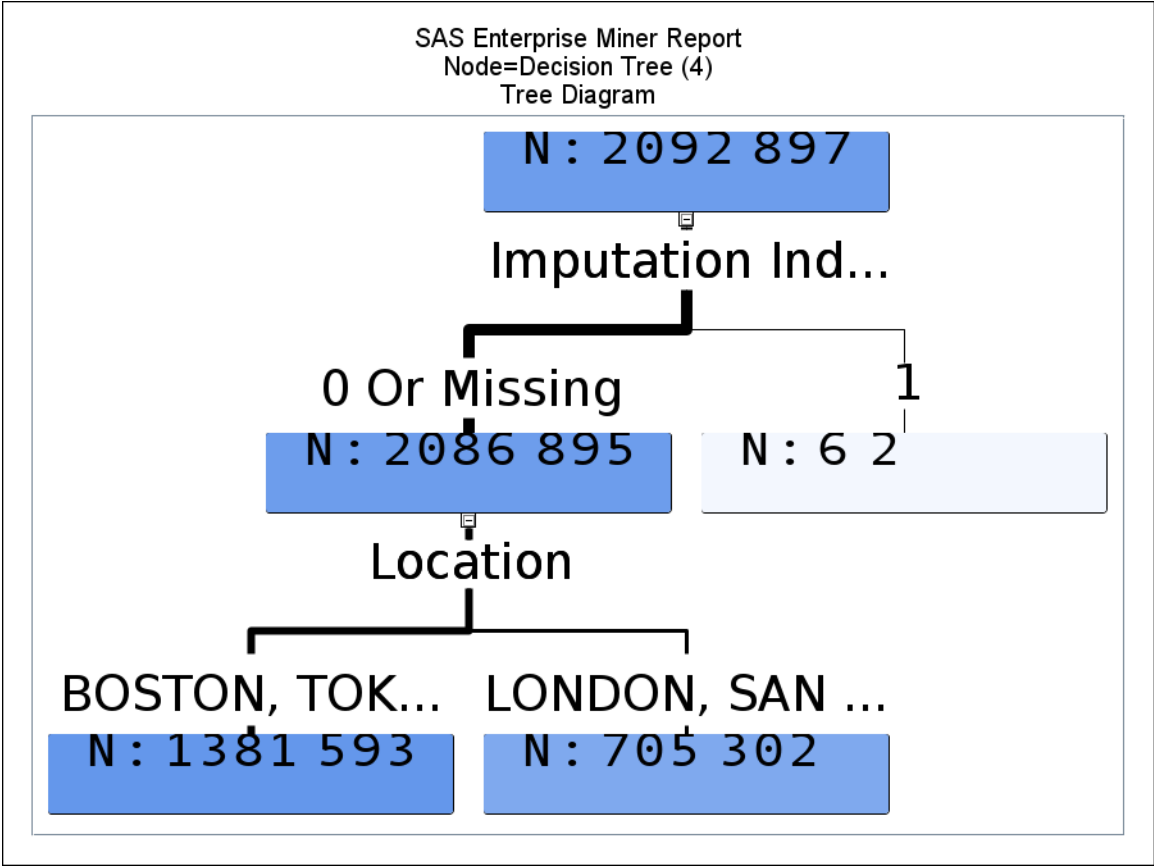 SAS Enterprise Miner Report
Node=Decision Tree (4)
Tree Diagram
N: 2092 897
Imputation Ind...
0 Or Missing
1
N: 2086 895
N: 6 2
Location
BOSTON, TOK...
LONDON, SAN ...
N: 1381 593
N: 705 302